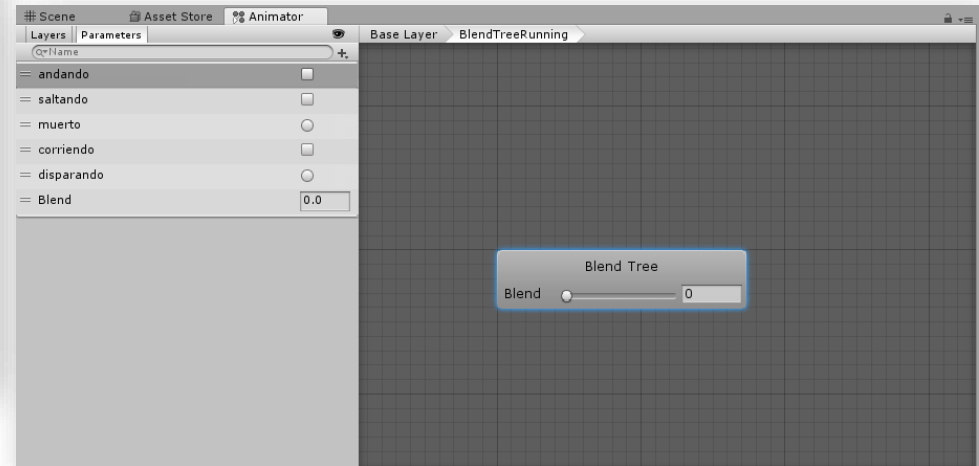 Scene Asset Store Animator
Layers Parameters Base Layer BlendTreeRunning
Name
andando
saltando
muerto
corriendo
disparando
Blend 0.0
Blend Tree
Blend 0